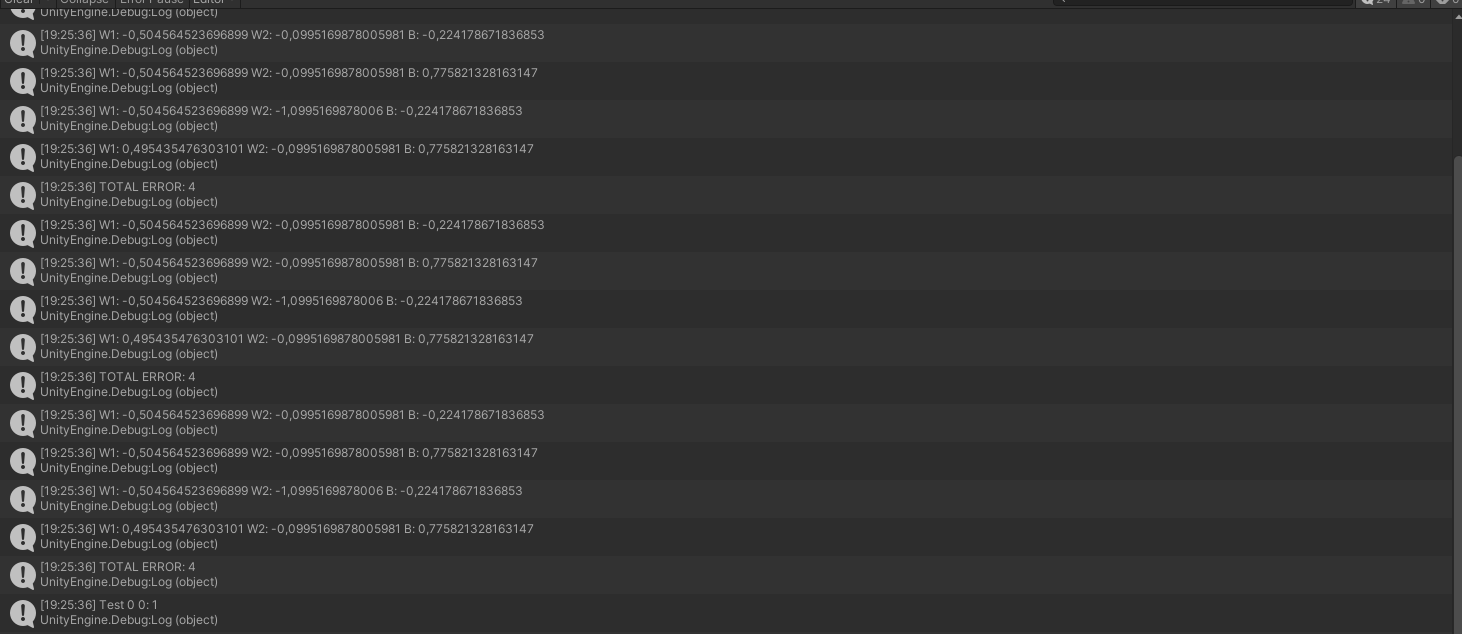 Clear Collapse Error Pause Editor 24 0 0
UnityEngine.Debug:Log (object)
[19:25:36] W1: -0,504564523696899 W2: -0,0995169878005981 B: -0,224178671836853
UnityEngine.Debug:Log (object)
[19:25:36] W1: -0,504564523696899 W2: -0,0995169878005981 B: 0,775821328163147
UnityEngine.Debug:Log (object)
[19:25:36] W1: -0,504564523696899 W2: -1,0995169878006 B: -0,224178671836853
UnityEngine.Debug:Log (object)
[19:25:36] W1: 0,495435476303101 W2: -0,0995169878005981 B: 0,775821328163147
UnityEngine.Debug:Log (object)
[19:25:36] TOTAL ERROR: 4
UnityEngine.Debug:Log (object)
[19:25:36] W1: -0,504564523696899 W2: -0,0995169878005981 B: -0,224178671836853
UnityEngine.Debug:Log (object)
[19:25:36] W1: -0,504564523696899 W2: -0,0995169878005981 B: 0,775821328163147
UnityEngine.Debug:Log (object)
[19:25:36] W1: -0,504564523696899 W2: -1,0995169878006 B: -0,224178671836853
UnityEngine.Debug:Log (object)
[19:25:36] W1: 0,495435476303101 W2: -0,0995169878005981 B: 0,775821328163147
UnityEngine.Debug:Log (object)
[19:25:36] TOTAL ERROR: 4
UnityEngine.Debug:Log (object)
[19:25:36] W1: -0,504564523696899 W2: -0,0995169878005981 B: -0,224178671836853
UnityEngine.Debug:Log (object)
[19:25:36] W1: -0,504564523696899 W2: -0,0995169878005981 B: 0,775821328163147
UnityEngine.Debug:Log (object)
[19:25:36] W1: -0,504564523696899 W2: -1,0995169878006 B: -0,224178671836853
UnityEngine.Debug:Log (object)
[19:25:36] W1: 0,495435476303101 W2: -0,0995169878005981 B: 0,775821328163147
UnityEngine.Debug:Log (object)
[19:25:36] TOTAL ERROR: 4
UnityEngine.Debug:Log (object)
[19:25:36] Test 0 0: 1
UnityEngine.Debug:Log (object)